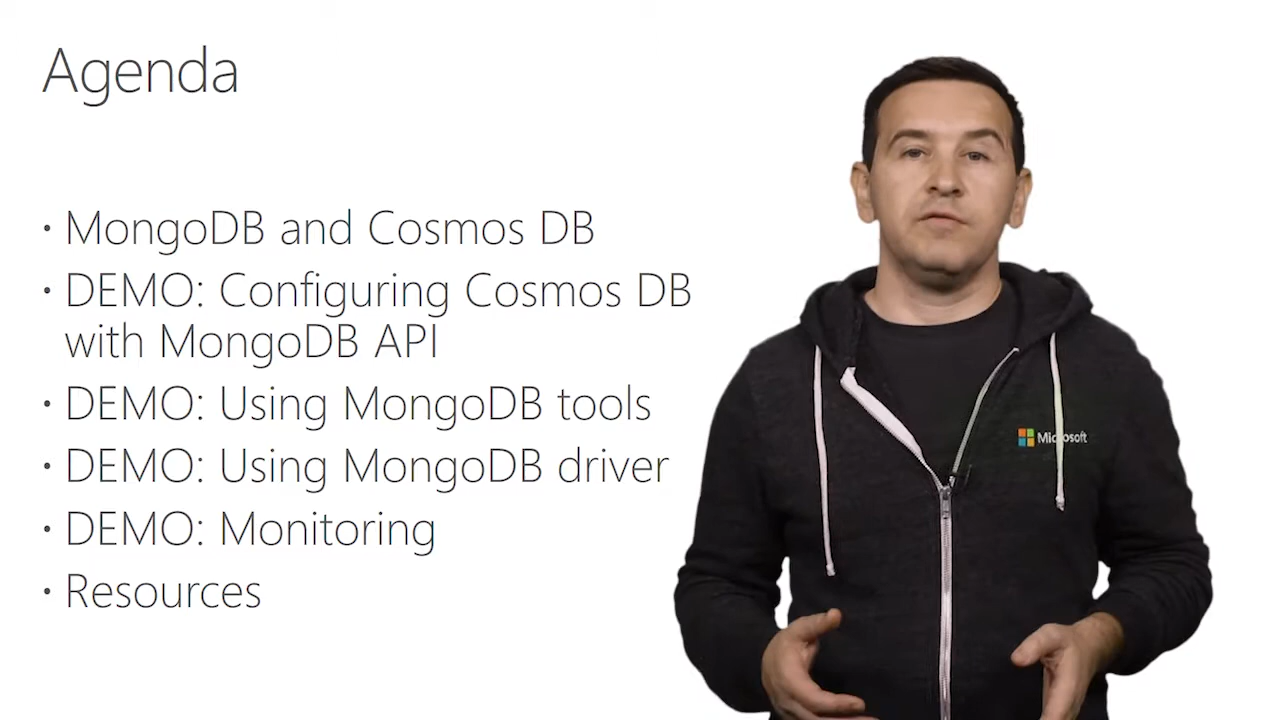 Agenda
• MongoDB and Cosmos DB
• DEMO: Configuring Cosmos DB
with MongoDB API
• DEMO: Using MongoDB tools
• DEMO: Using MongoDB driver
• DEMO: Monitoring
• Resources
Microsoft